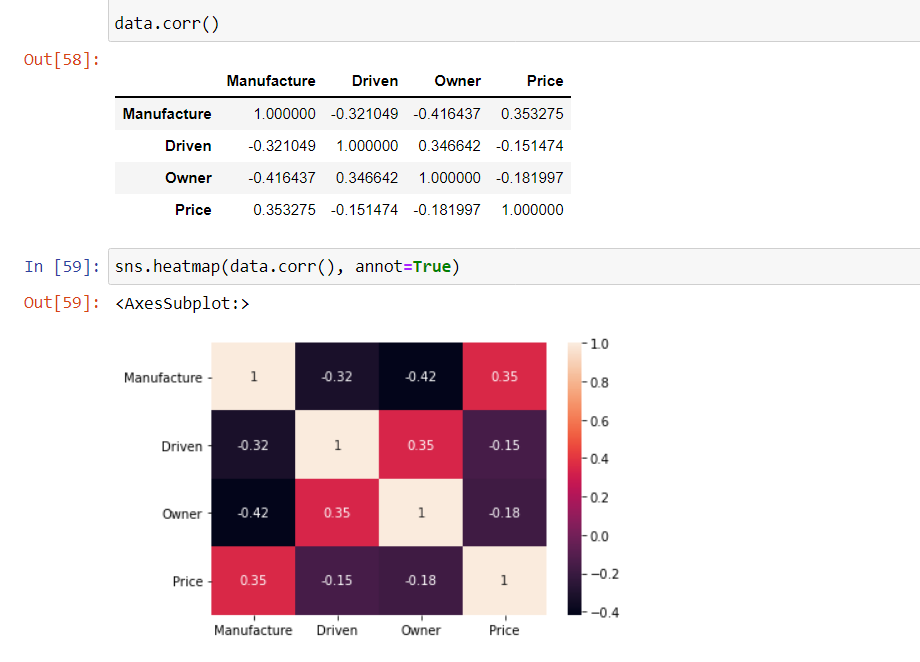 data.corr()
Out[58]:
Manufacture Driven Owner Price
Manufacture 1.000000 -0.321049 -0.416437 0.353275
Driven -0.321049 1.000000 0.346642 -0.151474
Owner -0.416437 0.346642 1.000000 -0.181997
Price 0.353275 -0.151474 -0.181997 1.000000
In [59]: sns.heatmap(data.corr(), annot=True)
Out[59]: <AxesSubplot:>
Manufacture 1 -0.32 -0.42 0.35
Driven -0.32 1 0.35 -0.15
Owner -0.42 0.35 1 -0.18
Price 0.35 -0.15 -0.18 1
Manufacture Driven Owner Price
1.0
0.8
0.6
0.4
0.2
0.0
−0.2
−0.4